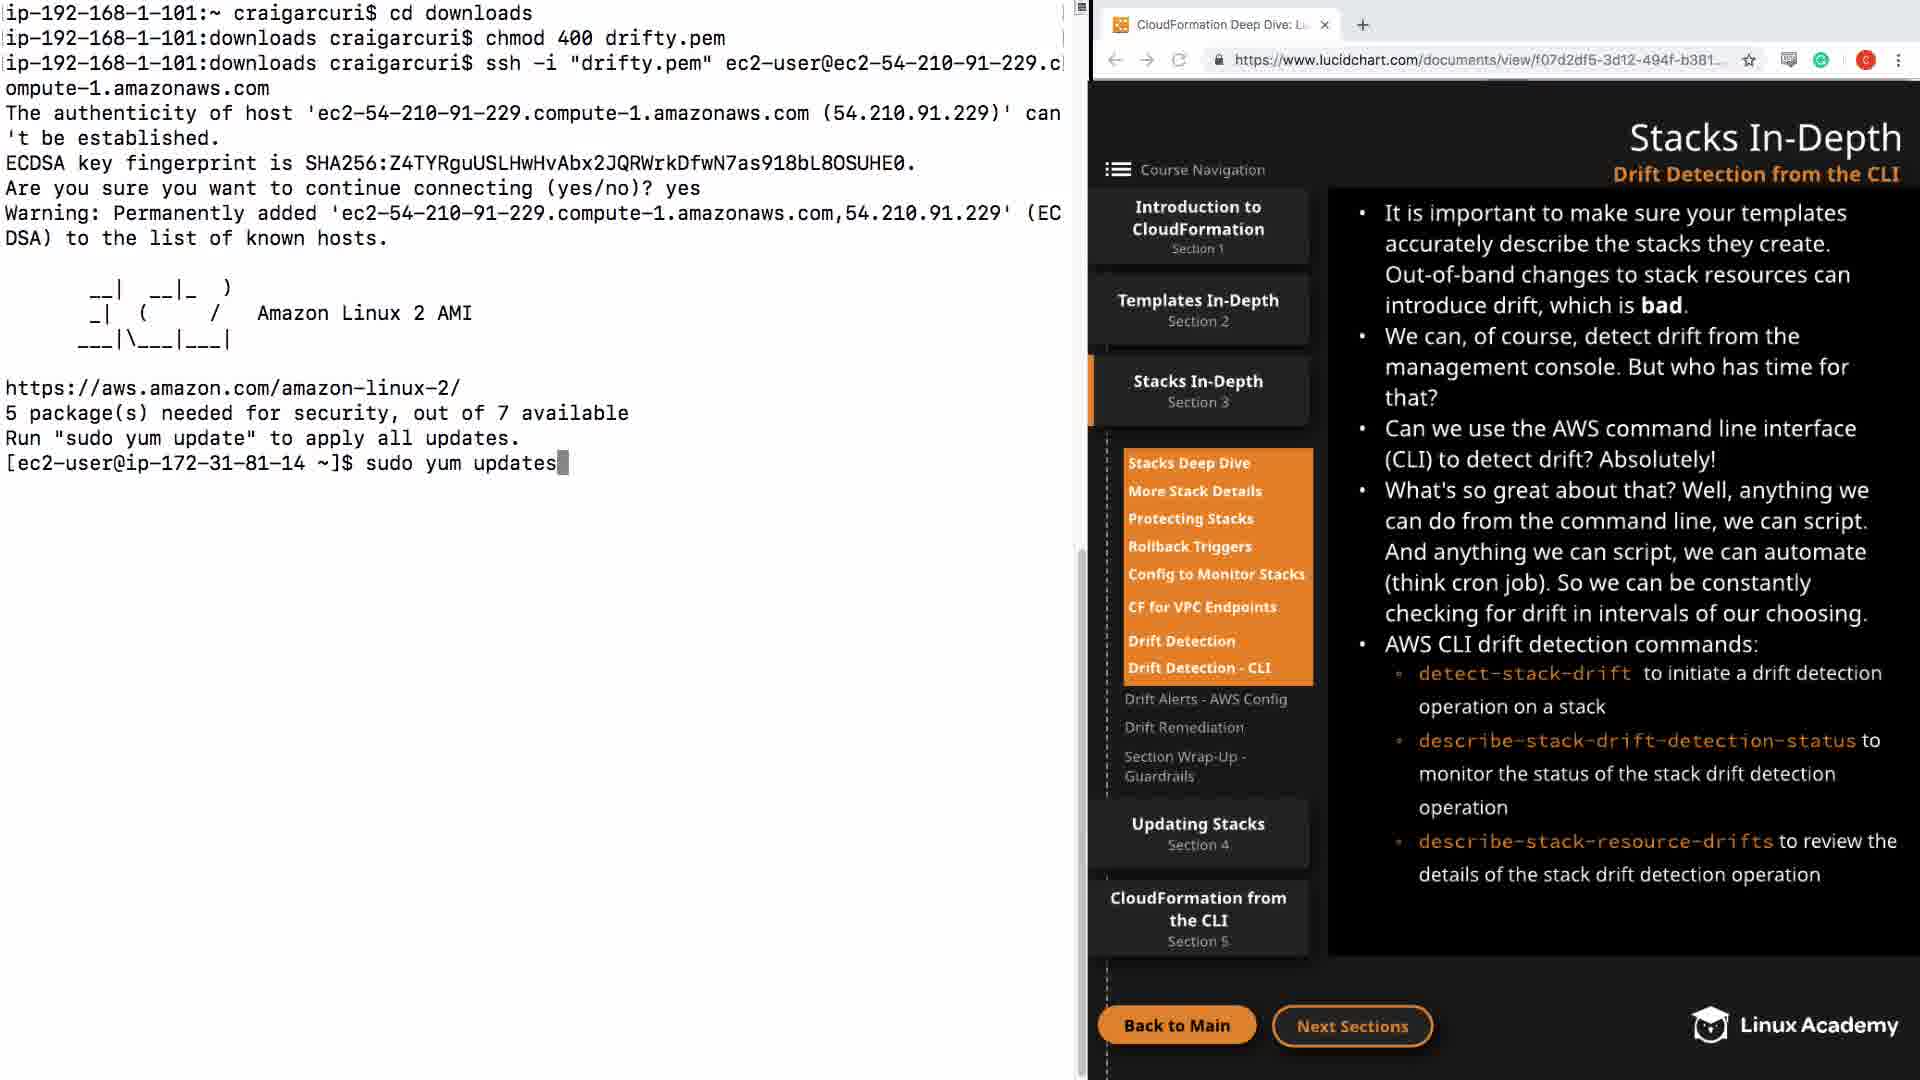 ip-192-168-1-101:~ craigarcuri$ cd downloads
ip-192-168-1-101:downloads craigarcuri$ chmod 400 drifty.pem
ip-192-168-1-101:downloads craigarcuri$ ssh -i "drifty.pem" ec2-user@ec2-54-210-91-229.c
ompute-1.amazonaws.com
The authenticity of host 'ec2-54-210-91-229.compute-1.amazonaws.com (54.210.91.229)' can
't be established.
ECDSA key fingerprint is SHA256:Z4TYRguUSLHwHvAbx2JQRWrkDfwN7as918bL8OSUHE0.
Are you sure you want to continue connecting (yes/no)? yes
Warning: Permanently added 'ec2-54-210-91-229.compute-1.amazonaws.com,54.210.91.229' (EC
DSA) to the list of known hosts.
__|  __|_  )
_|  (     /   Amazon Linux 2 AMI
___|\___|___|
https://aws.amazon.com/amazon-linux-2/
5 package(s) needed for security, out of 7 available
Run "sudo yum update" to apply all updates.
[ec2-user@ip-172-31-81-14 ~]$ sudo yum updates
CloudFormation Deep Dive: Lu
https://www.lucidchart.com/documents/view/f07d2df5-3d12-494f-b381...
C
Stacks In-Depth
Drift Detection from the CLI
Course Navigation
Introduction to
CloudFormation
Section 1
Templates In-Depth
Section 2
Stacks In-Depth
Section 3
Stacks Deep Dive
More Stack Details
Protecting Stacks
Rollback Triggers
Config to Monitor Stacks
CF for VPC Endpoints
Drift Detection
Drift Detection - CLI
Drift Alerts - AWS Config
Drift Remediation
Section Wrap-Up -
Guardrails
Updating Stacks
Section 4
CloudFormation from
the CLI
Section 5
• It is important to make sure your templates
accurately describe the stacks they create.
Out-of-band changes to stack resources can
introduce drift, which is bad.
• We can, of course, detect drift from the
management console. But who has time for
that?
• Can we use the AWS command line interface
(CLI) to detect drift? Absolutely!
• What's so great about that? Well, anything we
can do from the command line, we can script.
And anything we can script, we can automate
(think cron job). So we can be constantly
checking for drift in intervals of our choosing.
• AWS CLI drift detection commands:
◦ detect-stack-drift to initiate a drift detection
operation on a stack
◦ describe-stack-drift-detection-status to
monitor the status of the stack drift detection
operation
◦ describe-stack-resource-drifts to review the
details of the stack drift detection operation
Back to Main
Next Sections
Linux Academy